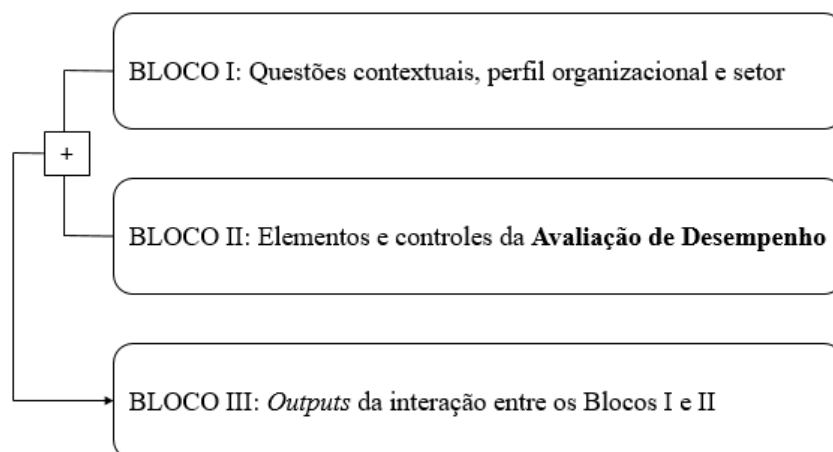 BLOCO I: Questões contextuais, perfil organizacional e setor
+
BLOCO II: Elementos e controles da Avaliação de Desempenho
BLOCO III: Outputs da interação entre os Blocos I e II